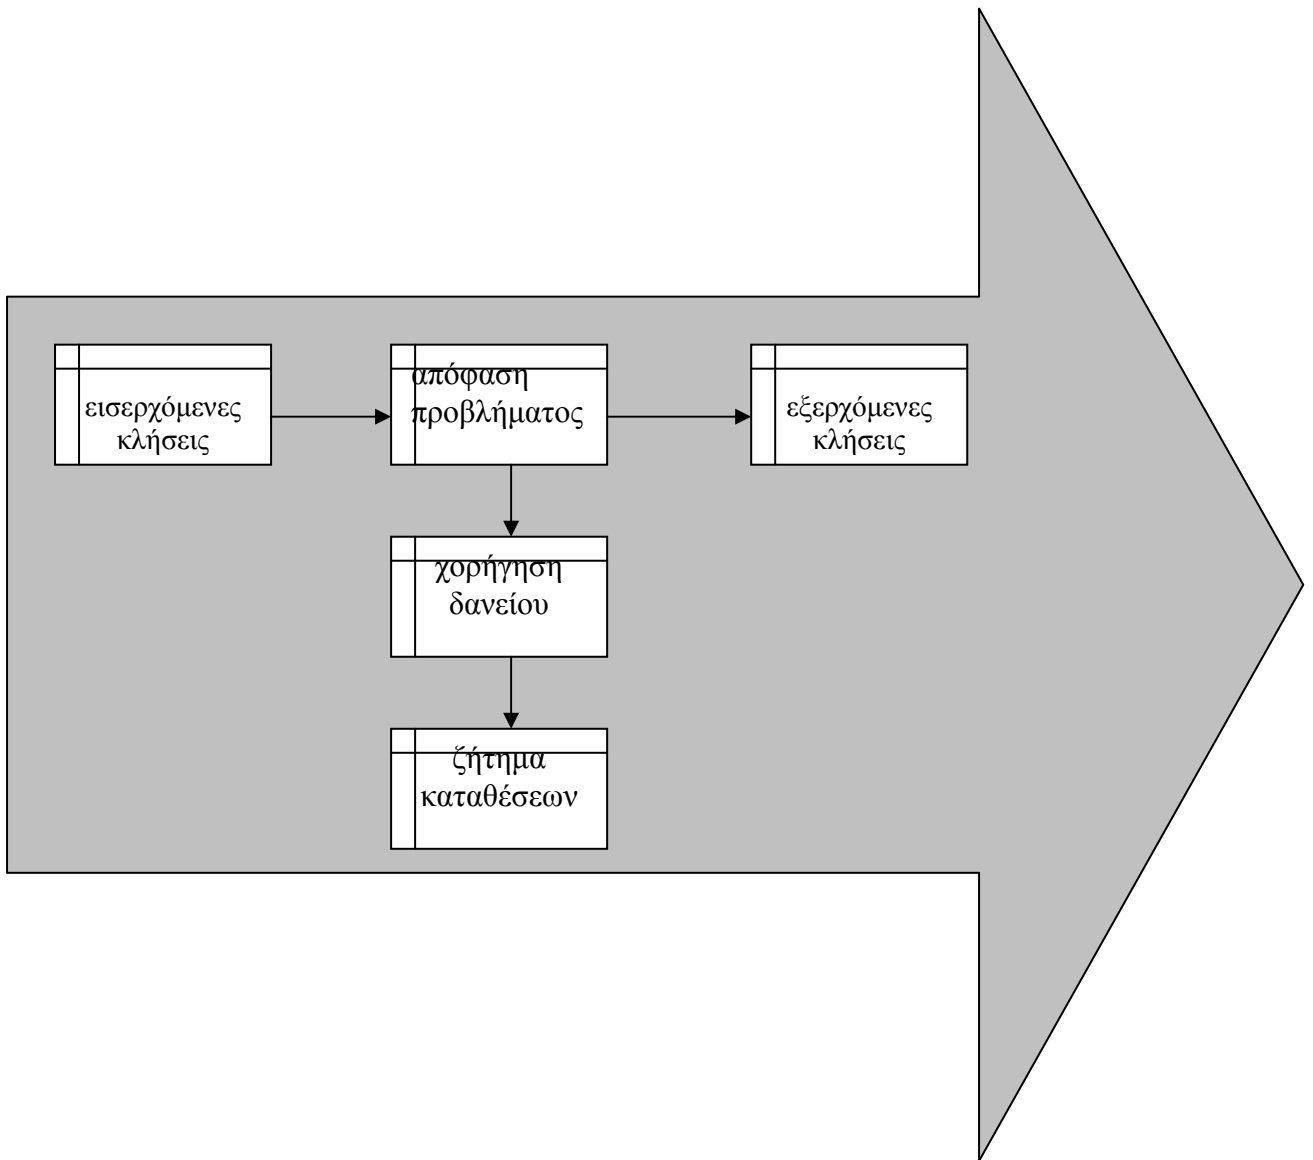 εισερχόμενες
κλήσεις
απόφαση
προβλήματος
εξερχόμενες
κλήσεις
χορήγηση
δανείου
ζήτημα
καταθέσεων